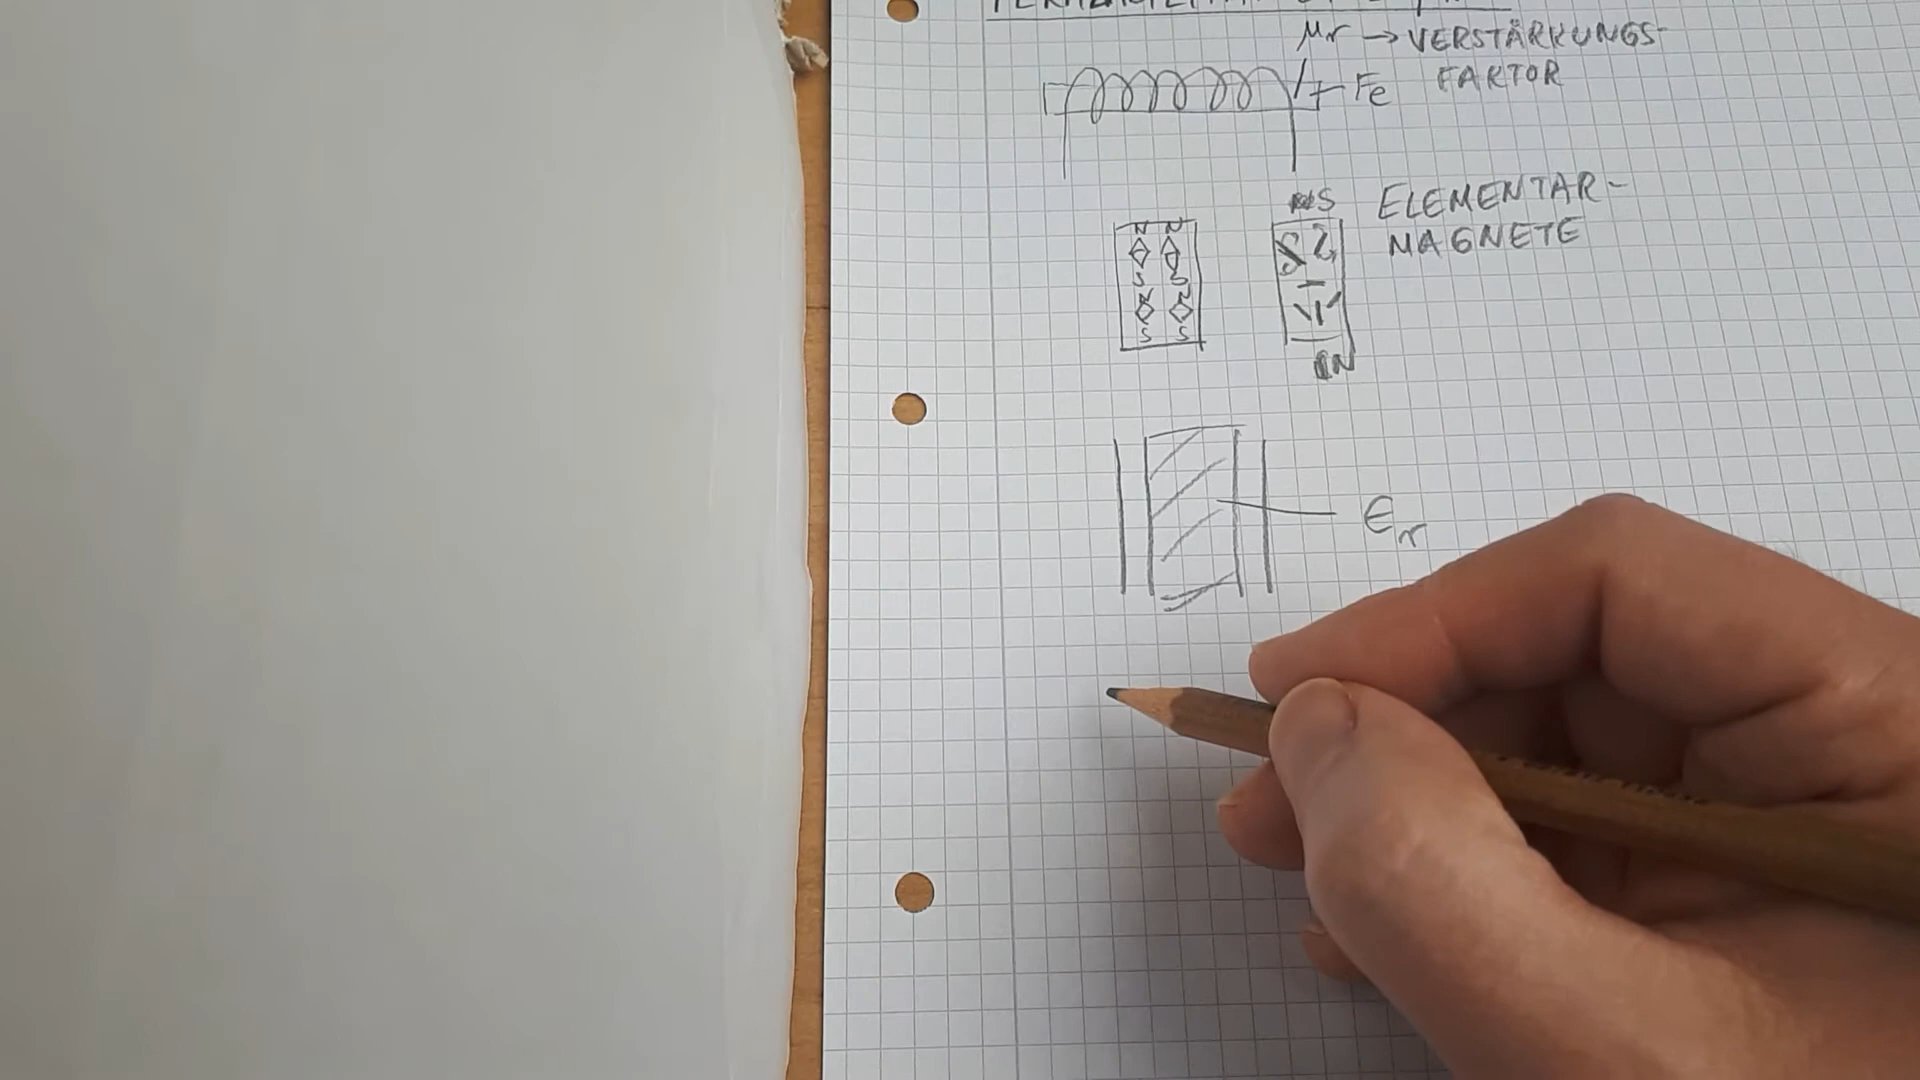 μr → VERSTÄRKUNGS-
FAKTOR
Fe
S
ELEMENTAR-
MAGNETE
N N
S S
N N
S S
N
ϵr